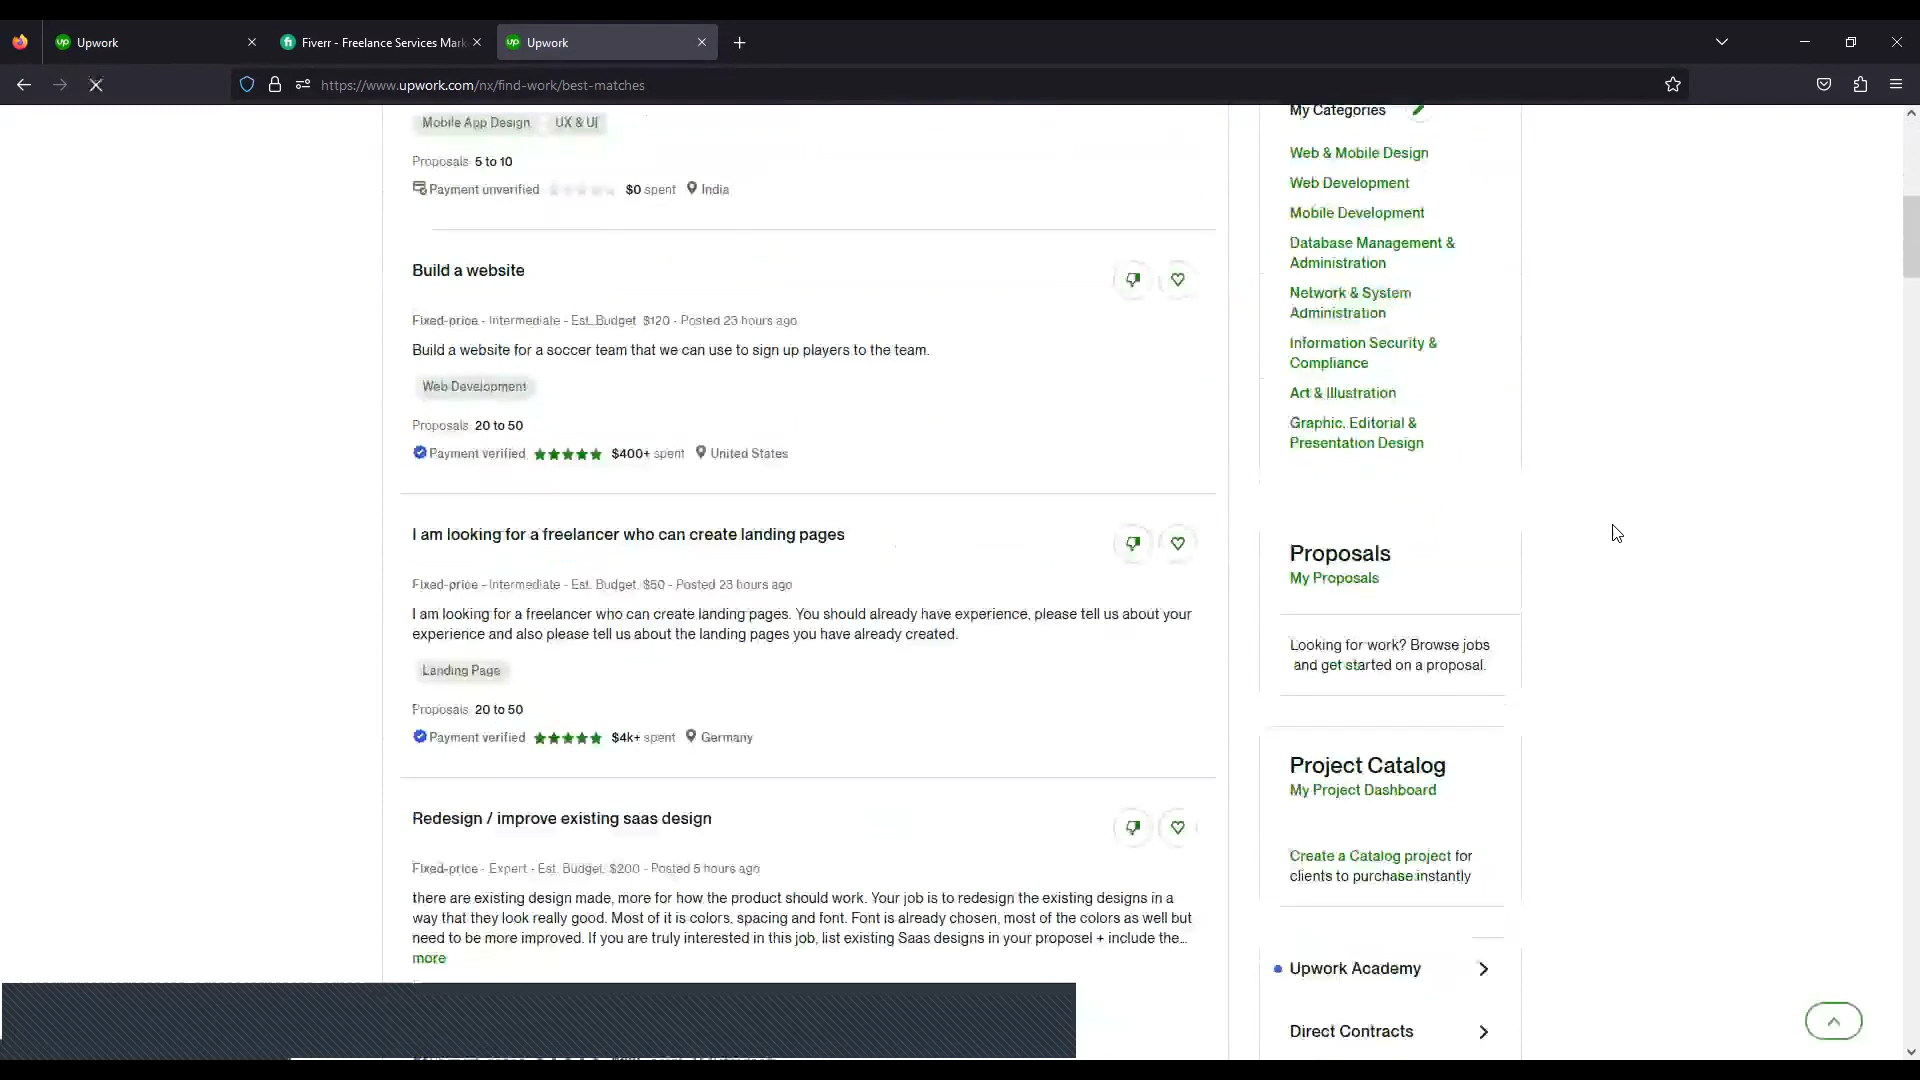 Upwork
Fiverr - Freelance Services Mark
Upwork
https://www.upwork.com/nx/find-work/best-matches
Mobile App Design UX & UI
Proposals 5 to 10
Payment unverified $0 spent India
Build a website
Fixed-price - Intermediate - Est. Budget $120 - Posted 23 hours ago
Build a website for a soccer team that we can use to sign up players to the team.
Web Development
Proposals 20 to 50
Payment verified $400+ spent United States
I am looking for a freelancer who can create landing pages
Fixed-price - Intermediate - Est. Budget. $50 - Posted 23 hours ago
I am looking for a freelancer who can create landing pages. You should already have experience, please tell us about your
experience and also please tell us about the landing pages you have already created.
Landing Page
Proposals 20 to 50
Payment verified $4k+ spent Germany
Redesign / improve existing saas design
Fixed-price - Expert - Est. Budget. $200 - Posted 5 hours ago
there are existing design made, more for how the product should work. Your job is to redesign the existing designs in a
way that they look really good. Most of it is colors, spacing and font. Font is already chosen, most of the colors as well but
need to be more improved. If you are truly interested in this job, list existing Saas designs in your proposel + include the...
more
My Categories
Web & Mobile Design
Web Development
Mobile Development
Database Management &
Administration
Network & System
Administration
Information Security &
Compliance
Art & Illustration
Graphic, Editorial &
Presentation Design
Proposals
My Proposals
Looking for work? Browse jobs
and get started on a proposal.
Project Catalog
My Project Dashboard
Create a Catalog project for
clients to purchase instantly
Upwork Academy
Direct Contracts